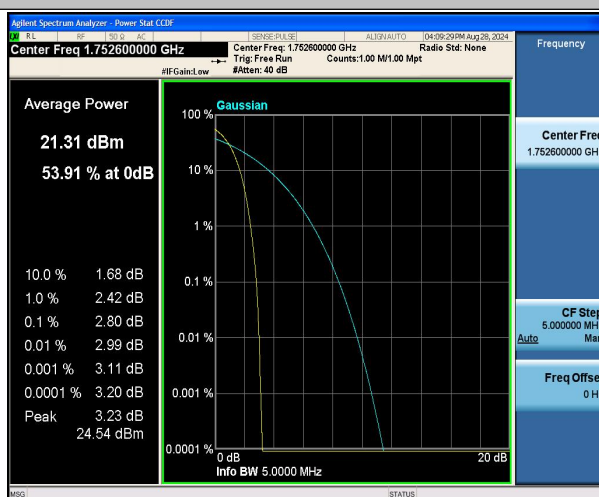 Agilent Spectrum Analyzer - Power Stat CCDF
LXI RL RF 50 Ω AC SENSE:PULSE ALIGN AUTO 04:09:29 PM Aug 28, 2024
Center Freq 1.752600000 GHz
Center Freq: 1.752600000 GHz Radio Std: None
Trig: Free Run Counts:1.00 M/1.00 Mpt
#IFGain:Low #Atten: 40 dB
Frequency
Average Power
21.31 dBm
53.91 % at 0dB
10.0 % 1.68 dB
1.0 % 2.42 dB
0.1 % 2.80 dB
0.01 % 2.99 dB
0.001 % 3.11 dB
0.0001 % 3.20 dB
Peak 3.23 dB
24.54 dBm
Gaussian
100 %
10 %
1 %
0.1 %
0.01 %
0.001 %
0.0001 %
0 dB 20 dB
Info BW 5.0000 MHz
Center Freq
1.752600000 GH
CF Step
5.000000 MH
Auto Man
Freq Offse
0 H
MSG STATUS